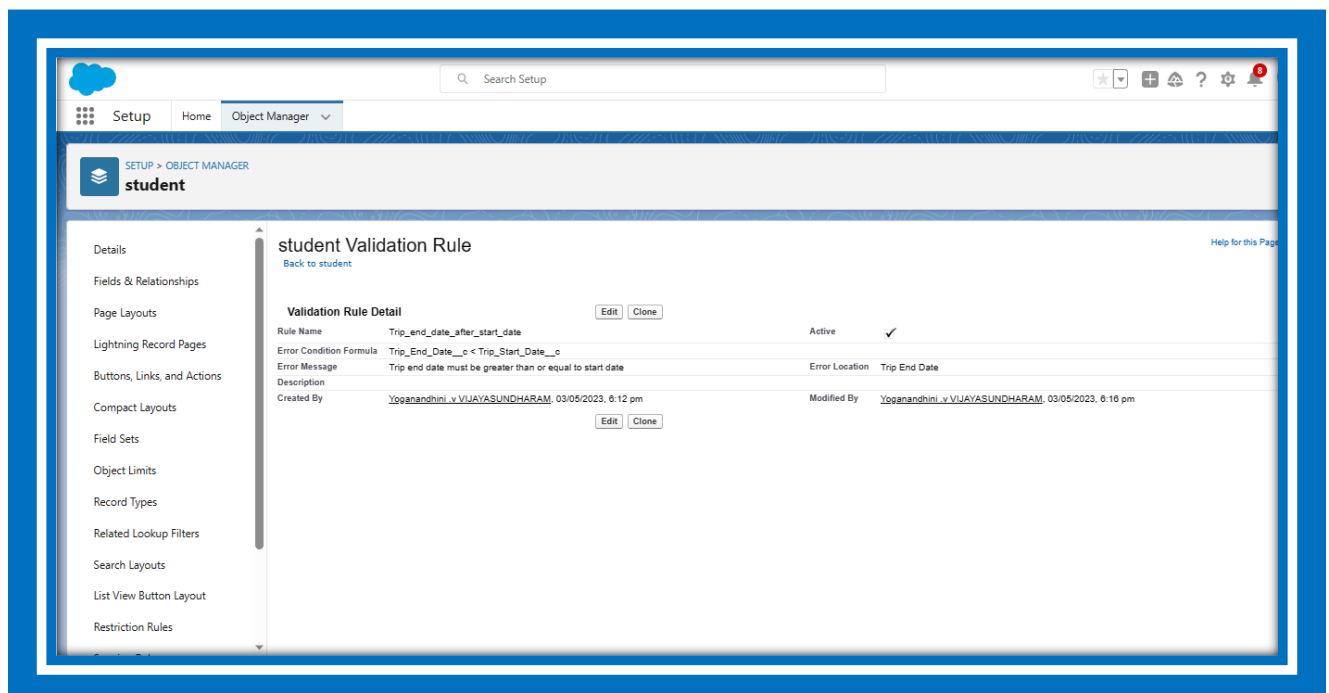 Search Setup
8
Setup Home Object Manager
SETUP > OBJECT MANAGER
student
Details
Fields & Relationships
Page Layouts
Lightning Record Pages
Buttons, Links, and Actions
Compact Layouts
Field Sets
Object Limits
Record Types
Related Lookup Filters
Search Layouts
List View Button Layout
Restriction Rules
student Validation Rule
Help for this Page
Back to student
Validation Rule Detail Edit Clone
Rule Name Trip_end_date_after_start_date Active ✓
Error Condition Formula Trip_End_Date__c < Trip_Start_Date__c
Error Message Trip end date must be greater than or equal to start date Error Location Trip End Date
Description
Created By Yoganandhini .v VIJAYASUNDHARAM, 03/05/2023, 6:12 pm Modified By Yoganandhini .v VIJAYASUNDHARAM, 03/05/2023, 6:16 pm
Edit Clone